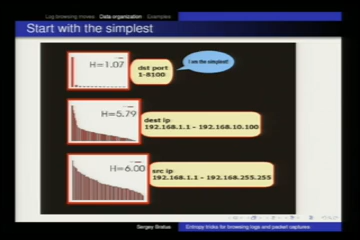 Log browsing moves Data organization Examples
Start with the simplest
H=1.07
dst port
1-8100
I am the simplest!
H=5.79
dest ip
192.168.1.1 - 192.168.10.100
H=6.00
src ip
192.168.1.1 - 192.168.255.255
Sergey Bratus
Entropy tricks for browsing logs and packet captures